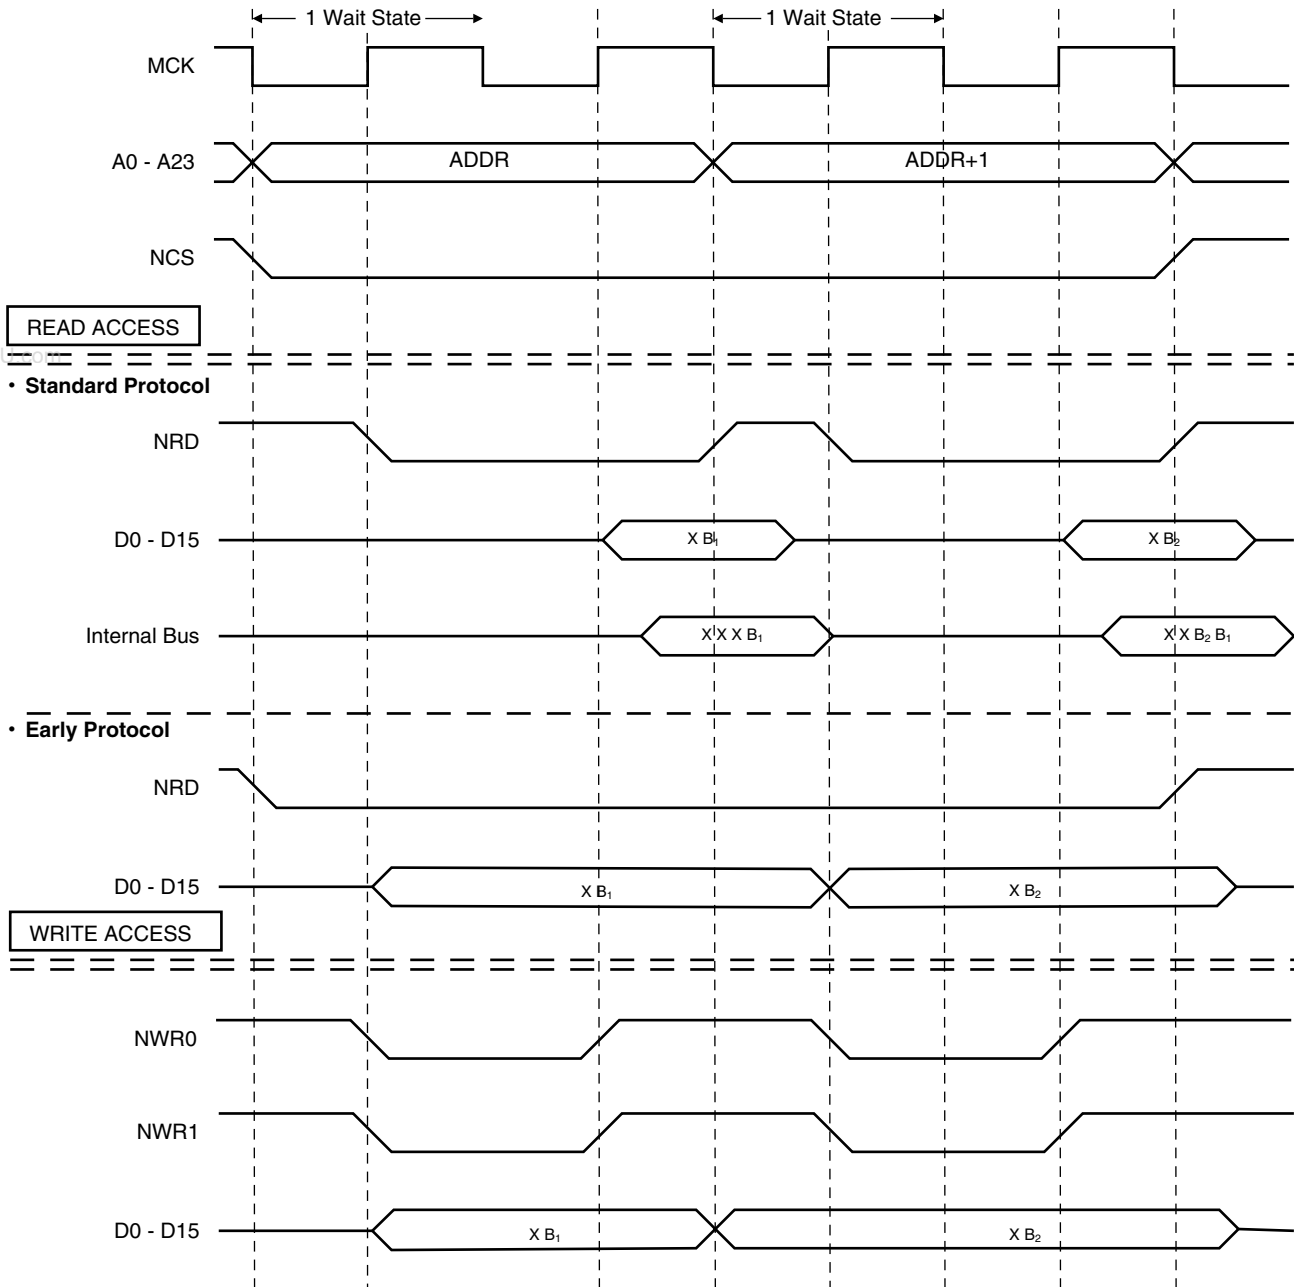 1 Wait State 1 Wait State
MCK
A0 - A23 ADDR ADDR+1
NCS
READ ACCESS
U.com
• Standard Protocol
NRD
D0 - D15 X B₁ X B₂
Internal Bus X X X B₁ X X B₂ B₁
• Early Protocol
NRD
D0 - D15 X B₁ X B₂
WRITE ACCESS
NWR0
NWR1
D0 - D15 X B₁ X B₂